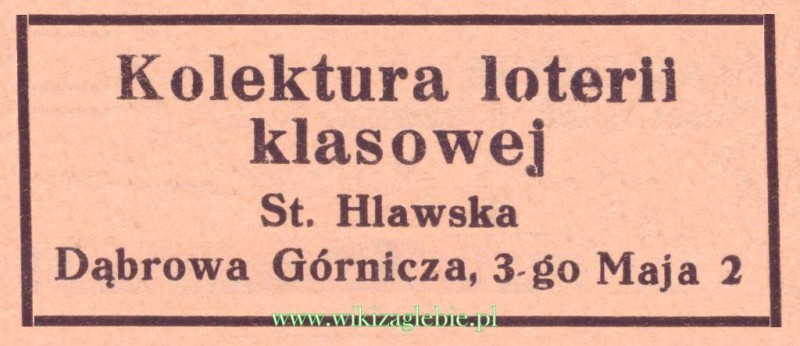 Kolektura loterii
klasowej
St. Hlawska
Dąbrowa Górnicza, 3-go Maja 2
www.wikizaglebie.pl